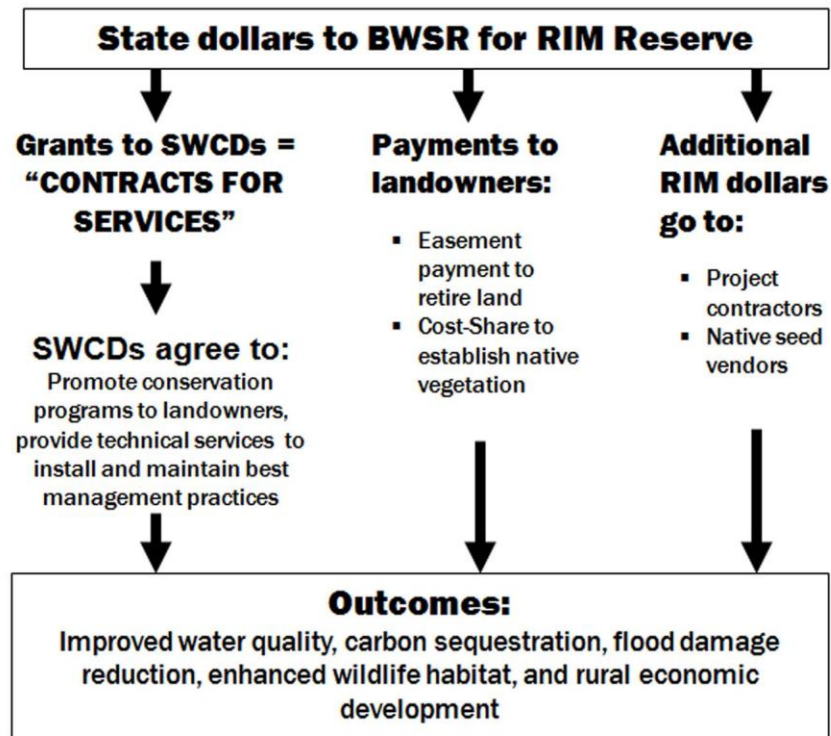 State dollars to BWSR for RIM Reserve
Grants to SWCDs =
“CONTRACTS FOR
SERVICES”
SWCDs agree to:
Promote conservation
programs to landowners,
provide technical services to
install and maintain best
management practices
Payments to
landowners:
▪ Easement
payment to
retire land
▪ Cost-Share to
establish native
vegetation
Additional
RIM dollars
go to:
▪ Project
contractors
▪ Native seed
vendors
Outcomes:
Improved water quality, carbon sequestration, flood damage
reduction, enhanced wildlife habitat, and rural economic
development